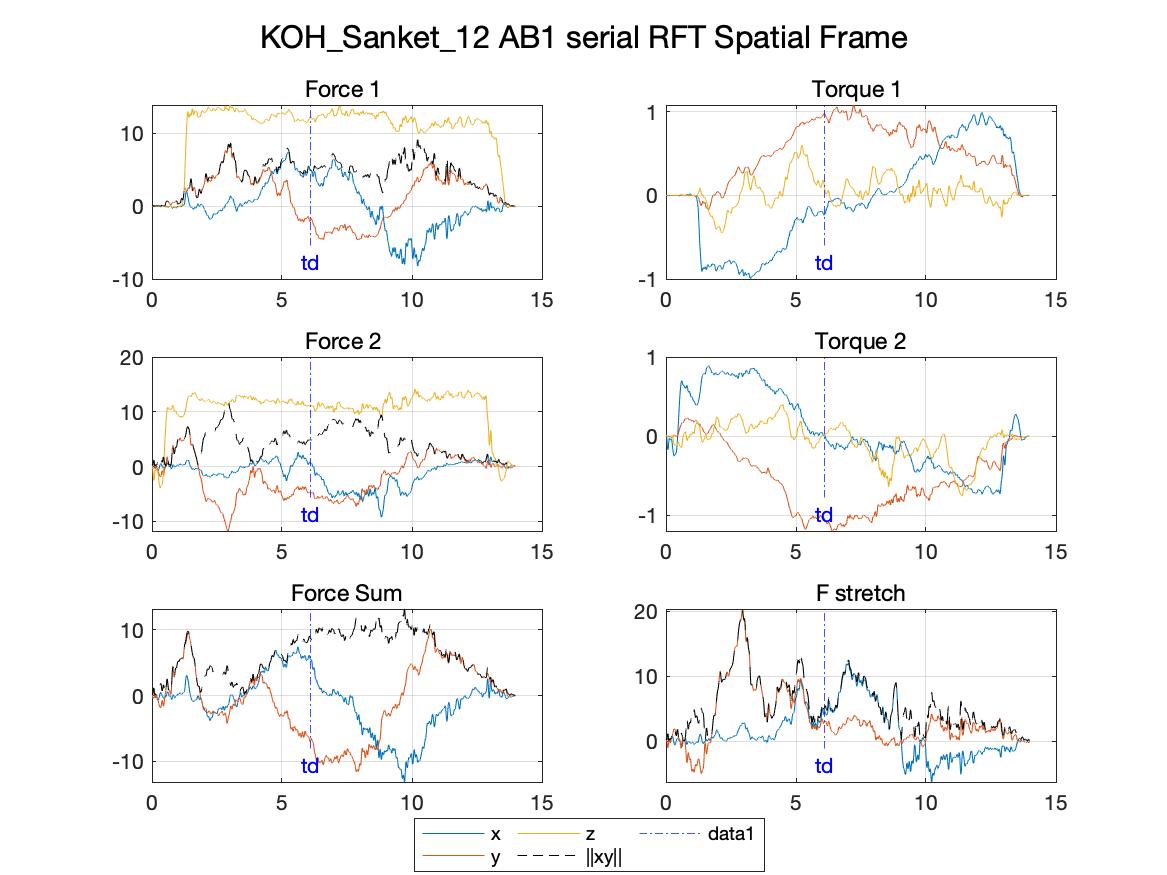 KOH_Sanket_12 AB1 serial RFT Spatial Frame
Force 1
10
0
-10
0 5 10 15
td
Torque 1
1
0
-1
0 5 10 15
td
Force 2
20
10
0
-10
0 5 10 15
td
Torque 2
1
0
-1
0 5 10 15
td
Force Sum
10
0
-10
0 5 10 15
td
F stretch
20
10
0
0 5 10 15
td
x z data1
y ||xy||